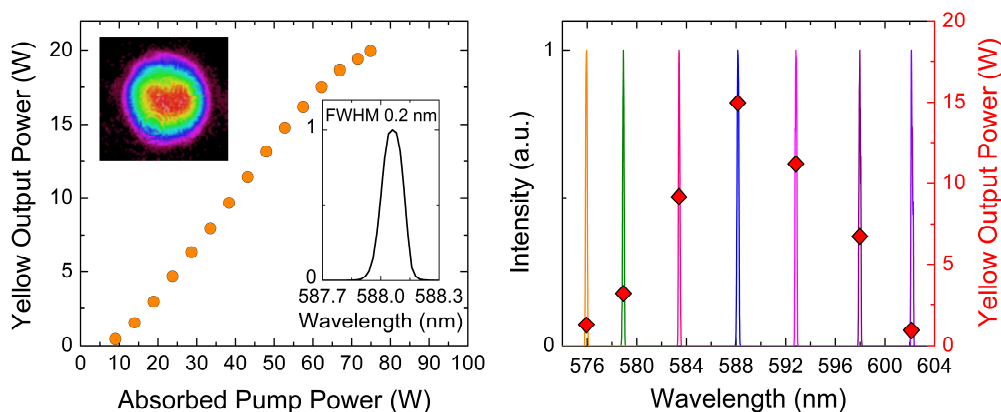 Yellow Output Power (W)
20
15
10
5
0
0 10 20 30 40 50 60 70 80 90 100
Absorbed Pump Power (W)
FWHM 0.2 nm
1
0
587.7 588.0 588.3
Wavelength (nm)
Intensity (a.u.)
1
0
576 580 584 588 592 596 600 604
Wavelength (nm)
20
15
10
5
0
Yellow Output Power (W)